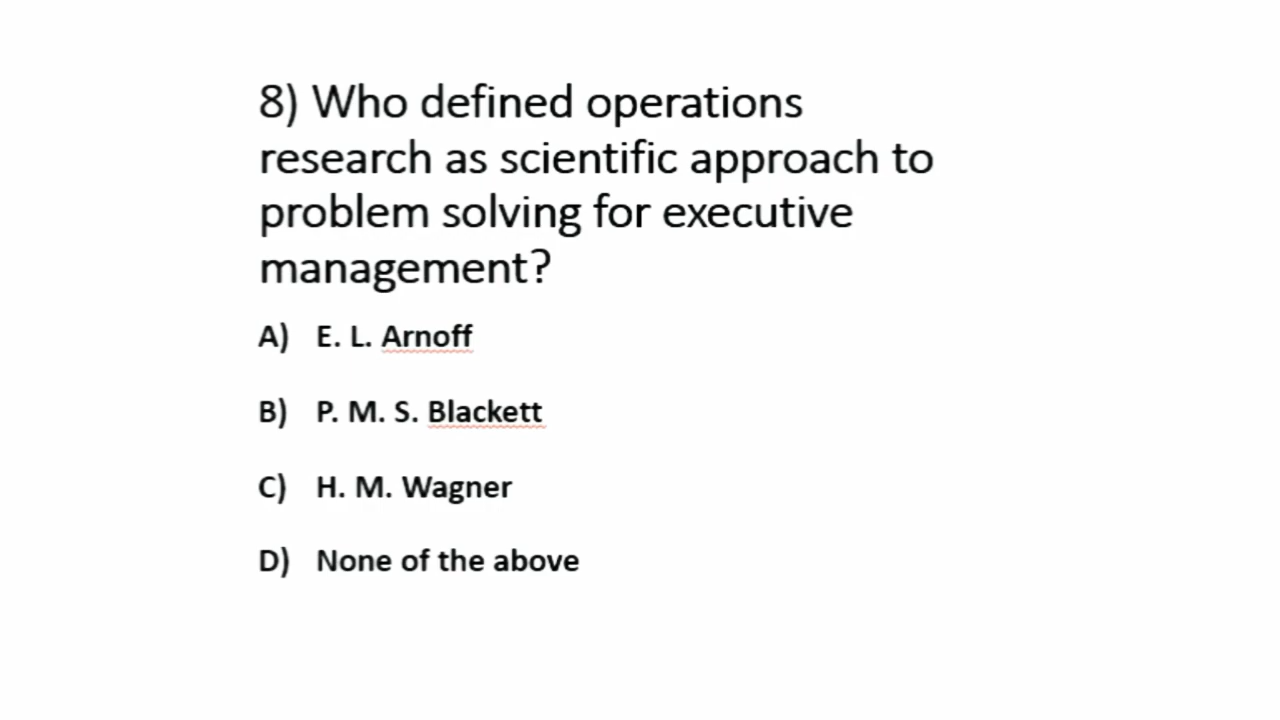 8) Who defined operations
research as scientific approach to
problem solving for executive
management?
A) E. L. Arnoff
B) P. M. S. Blackett
C) H. M. Wagner
D) None of the above